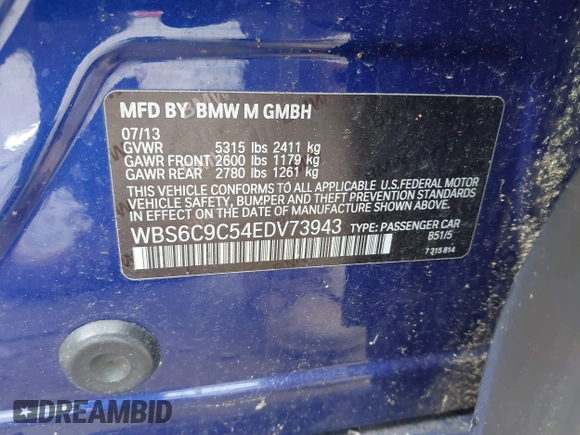 MFD BY BMW M GMBH
07/13
GVWR 5315 lbs 2411 kg
GAWR FRONT 2600 lbs 1179 kg
GAWR REAR 2780 lbs 1261 kg
THIS VEHICLE CONFORMS TO ALL APPLICABLE U.S.FEDERAL MOTOR
VEHICLE SAFETY, BUMPER,AND THEFT PREVENTION STANDARDS
IN EFFECT ON THE DATE OF MANUFACTURE SHOWN ABOVE.
WBS6C9C54EDV73943 TYPE: PASSENGER CAR
B51/5
7 315 814
DREAMBID